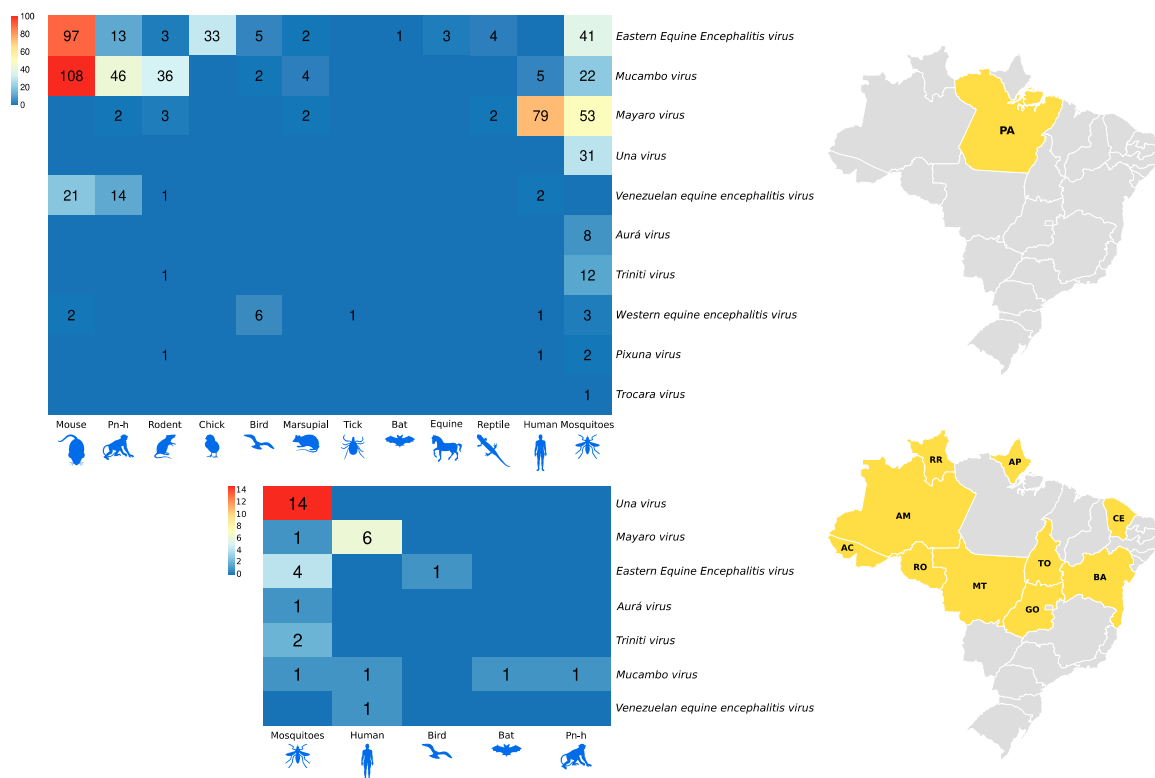 100
80
60
40
20
0
97 13 3 33 5 2 1 3 4 41 Eastern Equine Encephalitis virus
108 46 36 2 4 5 22 Mucambo virus
2 3 2 2 79 53 Mayaro virus
31 Una virus
21 14 1 2 Venezuelan equine encephalitis virus
8 Aurá virus
1 12 Triniti virus
2 6 1 1 3 Western equine encephalitis virus
1 1 2 Pixuna virus
1 Trocara virus
Mouse Pn-h Rodent Chick Bird Marsupial Tick Bat Equine Reptile Human Mosquitoes
PA
14
12
10
8
6
4
2
0
14 Una virus
1 6 Mayaro virus
4 1 Eastern Equine Encephalitis virus
1 Aurá virus
2 Triniti virus
1 1 1 1 Mucambo virus
1 Venezuelan equine encephalitis virus
Mosquitoes Human Bird Bat Pn-h
RR
AP
AM
CE
AC
RO
TO
MT
BA
GO